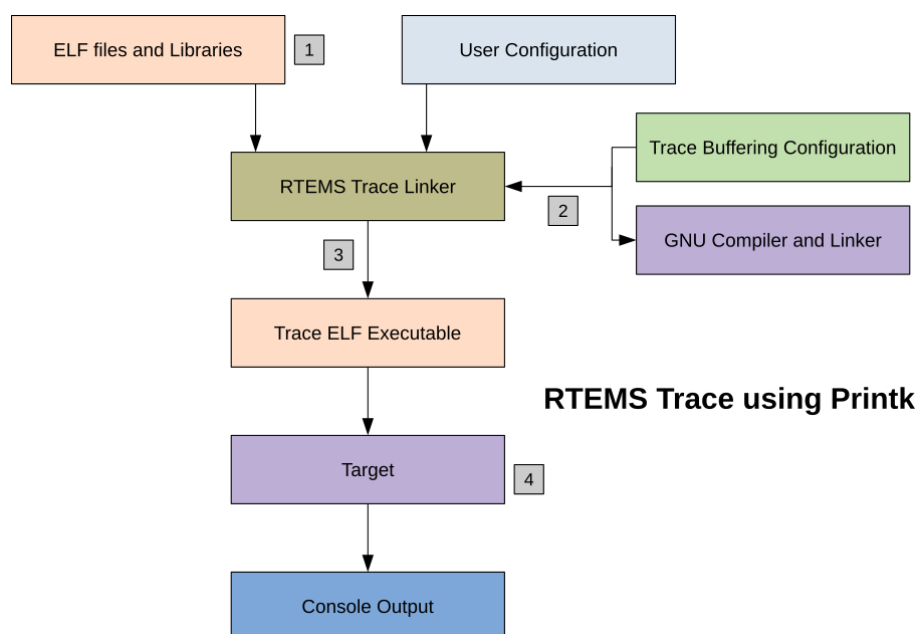 ELF files and Libraries
1
User Configuration
Trace Buffering Configuration
RTEMS Trace Linker
2
GNU Compiler and Linker
3
Trace ELF Executable
RTEMS Trace using Printk
Target
4
Console Output